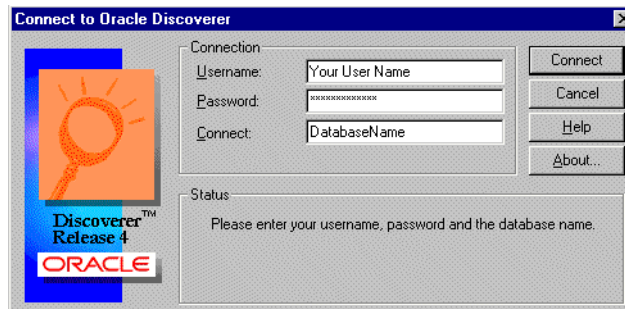 Connect to Oracle Discoverer
Connection
Username: Your User Name
Password: *************
Connect: DatabaseName
Connect
Cancel
Help
About...
Status
Please enter your username, password and the database name.
Discoverer™
Release 4
ORACLE